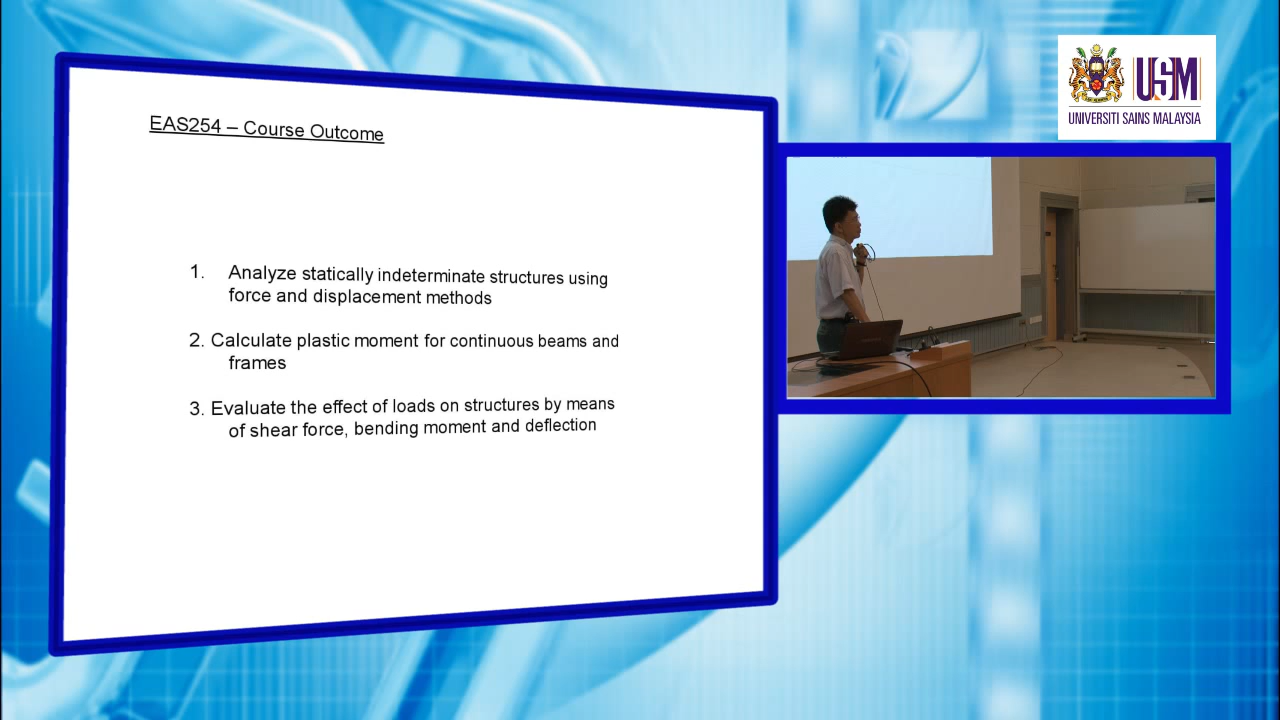 EAS254 – Course Outcome
1. Analyze statically indeterminate structures using
force and displacement methods
2. Calculate plastic moment for continuous beams and
frames
3. Evaluate the effect of loads on structures by means
of shear force, bending moment and deflection
USM
UNIVERSITI SAINS MALAYSIA